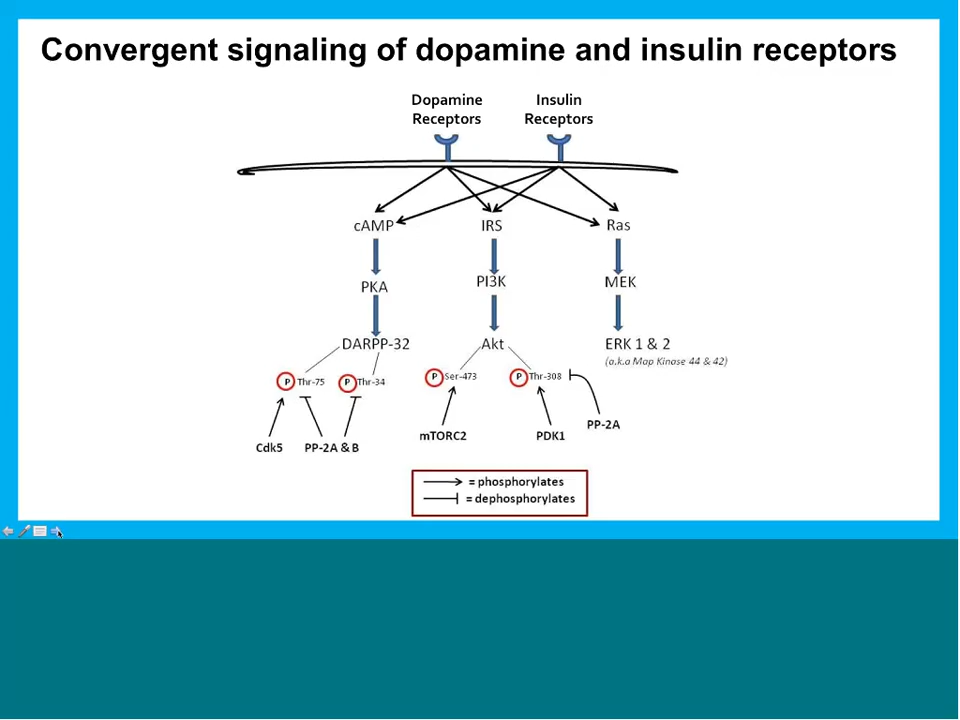 Convergent signaling of dopamine and insulin receptors
Dopamine Receptors
Insulin Receptors
cAMP
IRS
Ras
PKA
PI3K
MEK
DARPP-32
Akt
ERK 1 & 2
(a.k.a Map Kinase 44 & 42)
P Thr-75
P Thr-34
P Ser-473
P Thr-308
Cdk5
PP-2A & B
mTORC2
PDK1
PP-2A
= phosphorylates
= dephosphorylates